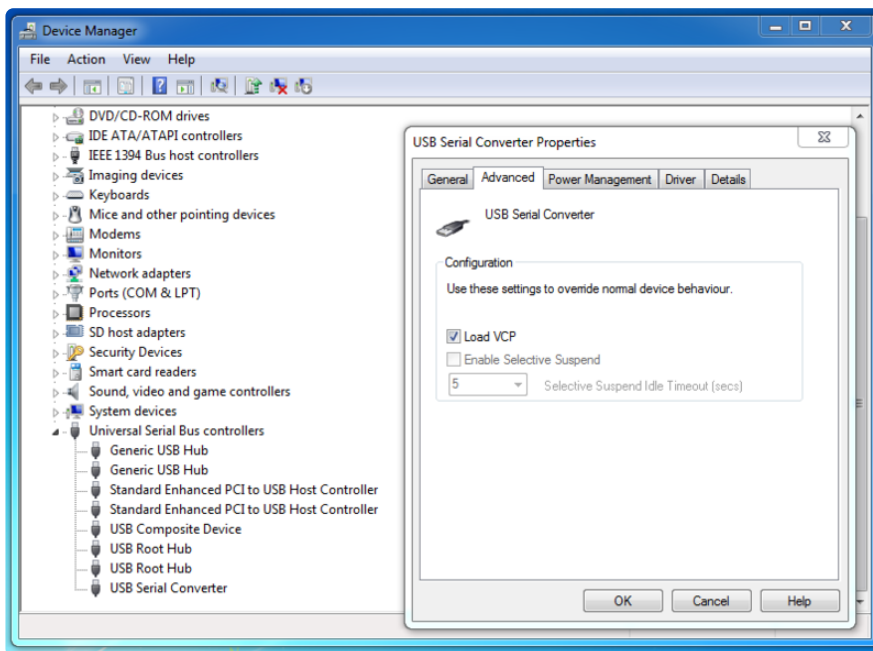 Device Manager
File Action View Help
DVD/CD-ROM drives
IDE ATA/ATAPI controllers
IEEE 1394 Bus host controllers
Imaging devices
Keyboards
Mice and other pointing devices
Modems
Monitors
Network adapters
Ports (COM & LPT)
Processors
SD host adapters
Security Devices
Smart card readers
Sound, video and game controllers
System devices
Universal Serial Bus controllers
Generic USB Hub
Generic USB Hub
Standard Enhanced PCI to USB Host Controller
Standard Enhanced PCI to USB Host Controller
USB Composite Device
USB Root Hub
USB Root Hub
USB Serial Converter
USB Serial Converter Properties
General Advanced Power Management Driver Details
USB Serial Converter
Configuration
Use these settings to override normal device behaviour.
Load VCP
Enable Selective Suspend
5 Selective Suspend Idle Timeout (secs)
OK Cancel Help